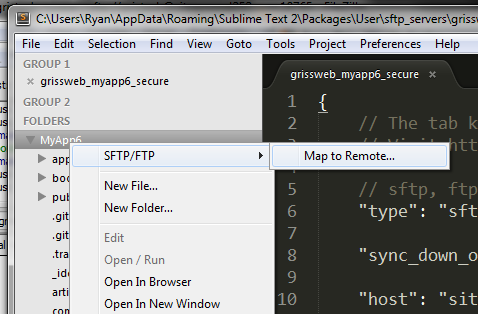 C:\Users\Ryan\AppData\Roaming\Sublime Text 2\Packages\User\sftp_servers\grissw
File Edit Selection Find View Goto Tools Project Preferences
GROUP 1
grissweb_myapp6_secure
GROUP 2
FOLDERS
MyApp6
app
boo
pub
.git
.git
.tra
_ide
arti
com
SFTP/FTP
New File...
New Folder...
Edit
Open / Run
Open In Browser
Open In New Window
Map to Remote...
grissweb_myapp6_secure
1 {
2 // The tab k
3
4
5 // sftp, ftp
6 "type": "sft
7
8 "sync_down_o
9
10 "host": "sit